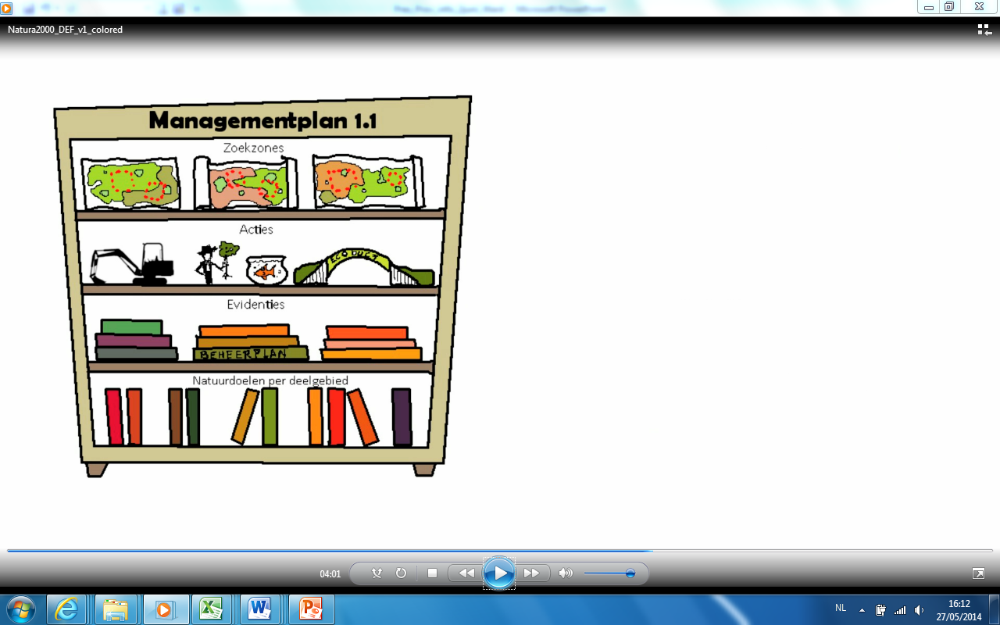 Natura2000_DEF_v1_colored
Managementplan 1.1
Zoekzones
Acties
ECODUCT
Evidenties
BEHEERPLAN
Natuurdoelen per deelgebied
04:01
NL
16:12
27/05/2014